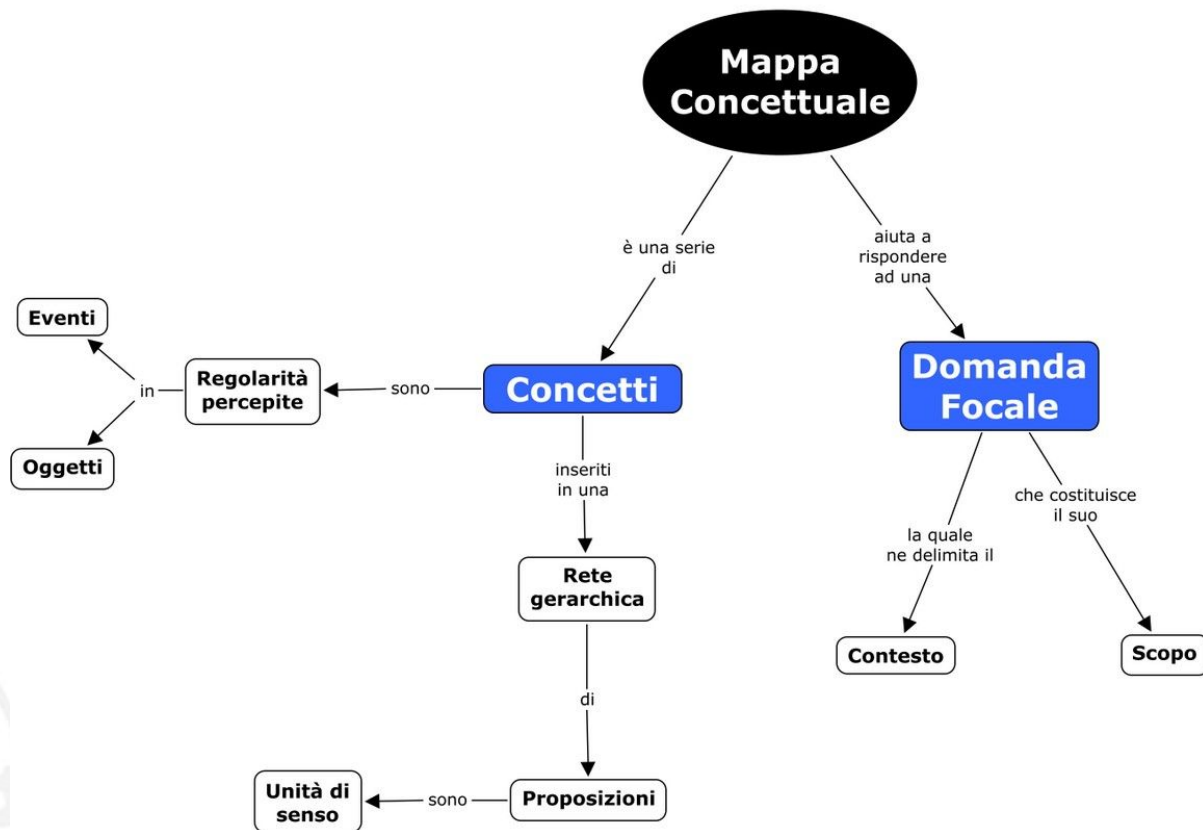 Mappa
Concettuale
è una serie
di
aiuta a
rispondere
ad una
Eventi
in
Regolarità
percepite
sono
Concetti
Domanda
Focale
Oggetti
inseriti
in una
che costituisce
il suo
la quale
ne delimita il
Rete
gerarchica
Contesto
Scopo
di
Unità di
senso
sono
Proposizioni